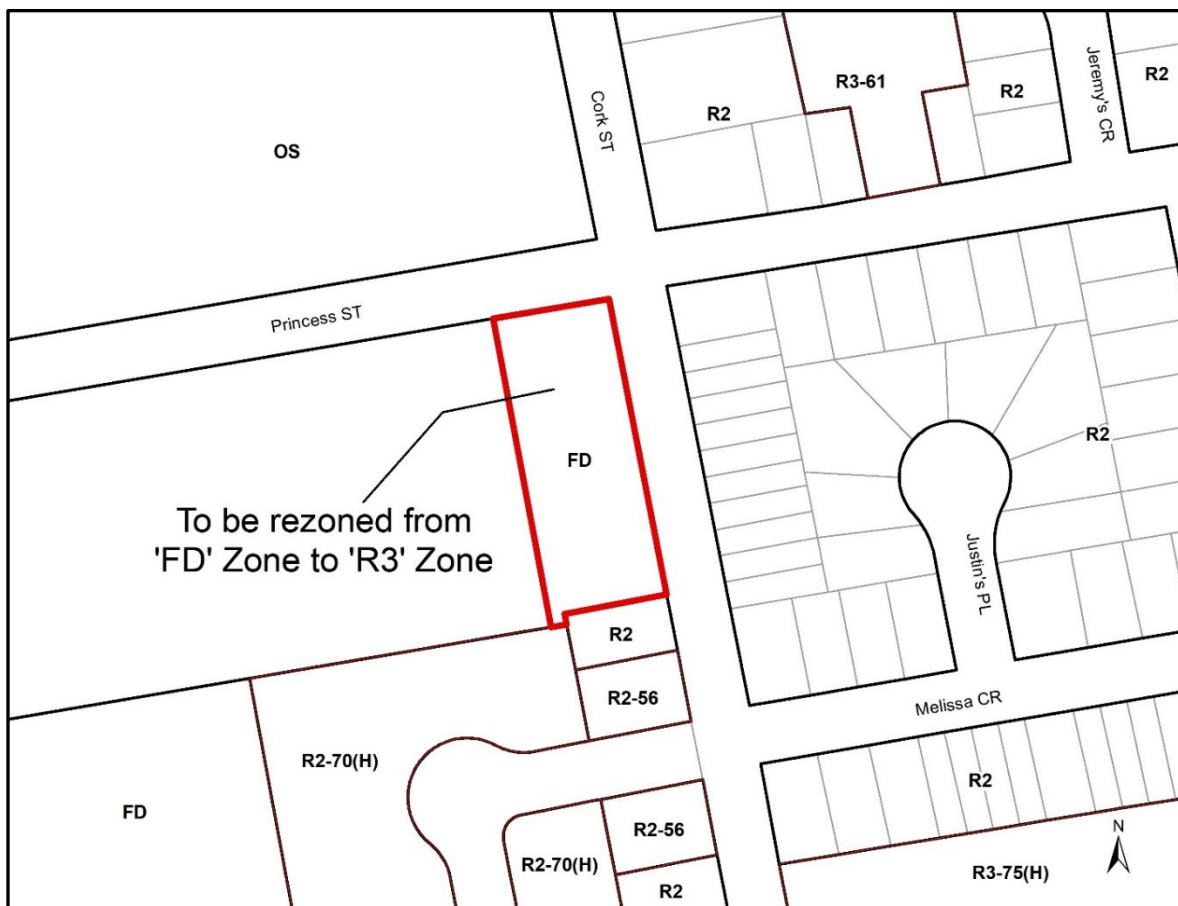 R3-61
R2
R2
R2
Cork ST
Jeremy's CR
OS
Princess ST
FD
R2
To be rezoned from
'FD' Zone to 'R3' Zone
Justin's PL
R2
R2-56
Melissa CR
R2-70(H)
R2
FD
R2-56
N
R2-70(H)
R3-75(H)
R2